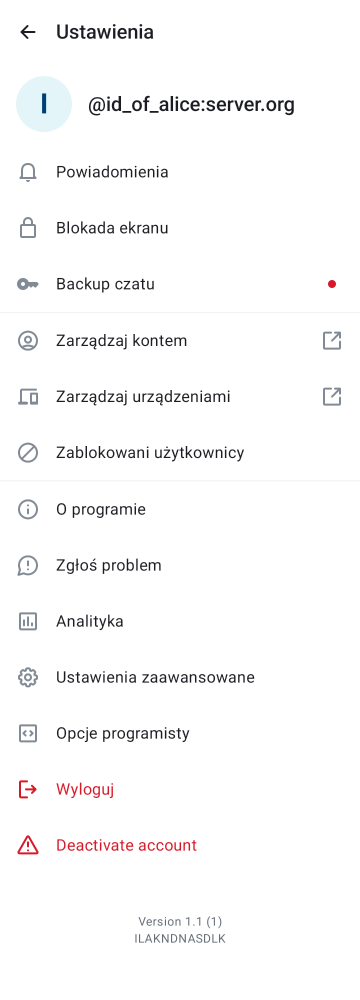 Ustawienia
I
@id_of_alice:server.org
Powiadomienia
Blokada ekranu
Backup czatu
Zarządzaj kontem
Zarządzaj urządzeniami
Zablokowani użytkownicy
O programie
Zgłoś problem
Analityka
Ustawienia zaawansowane
Opcje programisty
Wyloguj
Deactivate account
Version 1.1 (1)
ILAKNDNASDLK